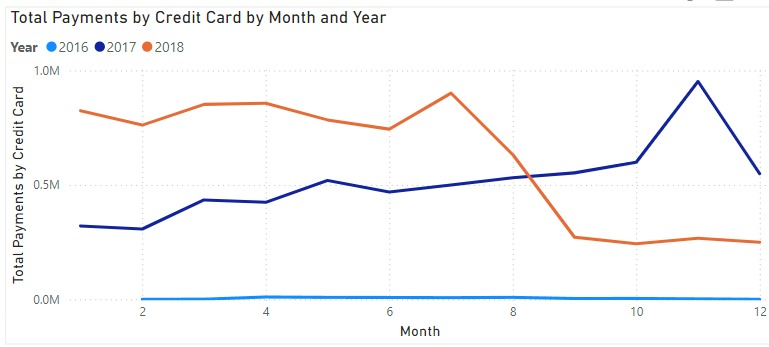 Total Payments by Credit Card by Month and Year
Year 2016 2017 2018
Total Payments by Credit Card
1.0M
0.5M
0.0M
2 4 6 8 10 12
Month